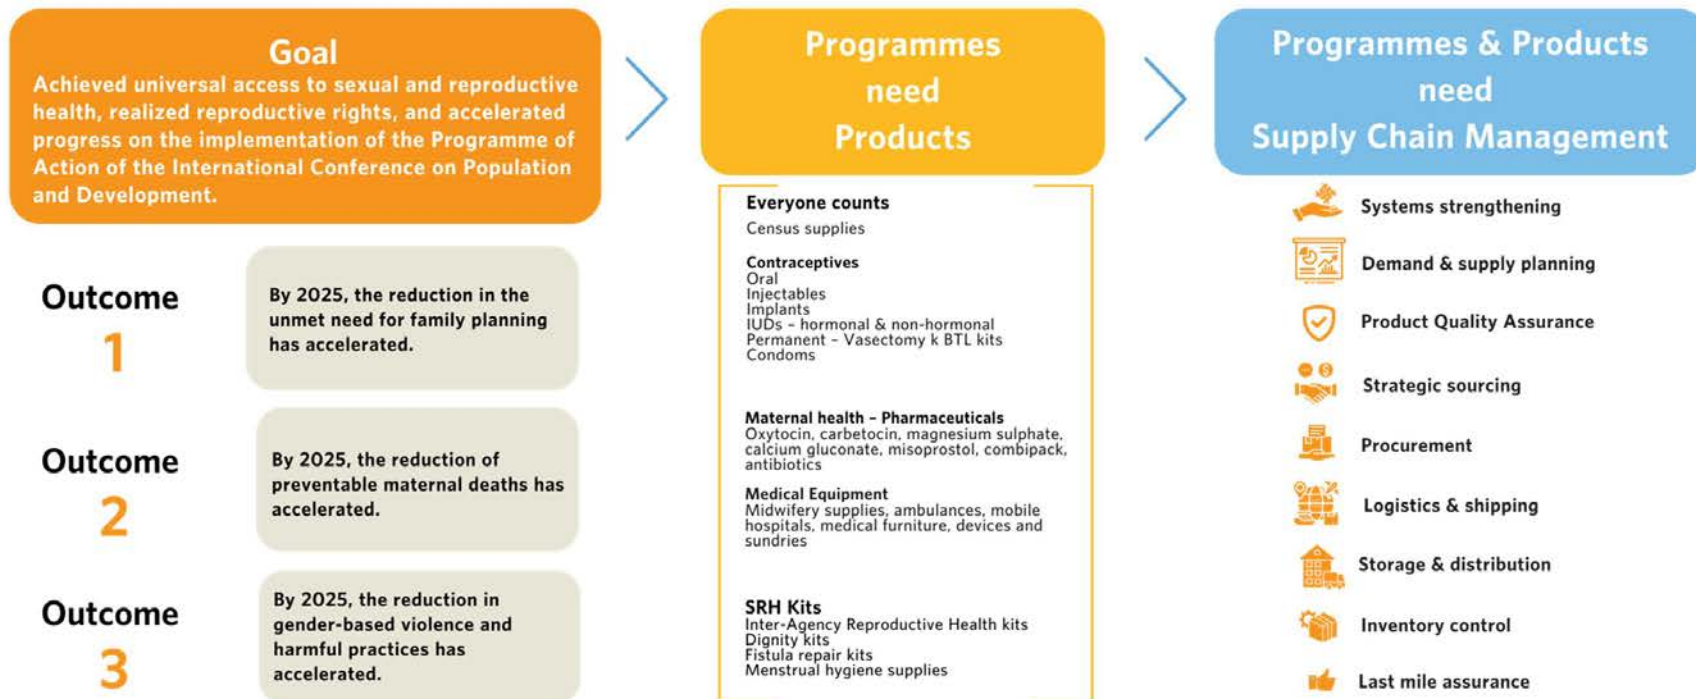 Goal
Achieved universal access to sexual and reproductive
health, realized reproductive rights, and accelerated
progress on the implementation of the Programme of
Action of the International Conference on Population
and Development.
Outcome
1
By 2025, the reduction in the
unmet need for family planning
has accelerated.
Outcome
2
By 2025, the reduction of
preventable maternal deaths has
accelerated.
Outcome
3
By 2025, the reduction in
gender-based violence and
harmful practices has
accelerated.
Programmes
need
Products
Everyone counts
Census supplies
Contraceptives
Oral
Injectables
Implants
IUDs – hormonal & non-hormonal
Permanent – Vasectomy k BTL kits
Condoms
Maternal health – Pharmaceuticals
Oxytocin, carbetocin, magnesium sulphate,
calcium gluconate, misoprostol, combipack,
antibiotics
Medical Equipment
Midwifery supplies, ambulances, mobile
hospitals, medical furniture, devices and
sundries
SRH Kits
Inter-Agency Reproductive Health kits
Dignity kits
Fistula repair kits
Menstrual hygiene supplies
Programmes & Products
need
Supply Chain Management
Systems strengthening
Demand & supply planning
Product Quality Assurance
Strategic sourcing
Procurement
Logistics & shipping
Storage & distribution
Inventory control
Last mile assurance